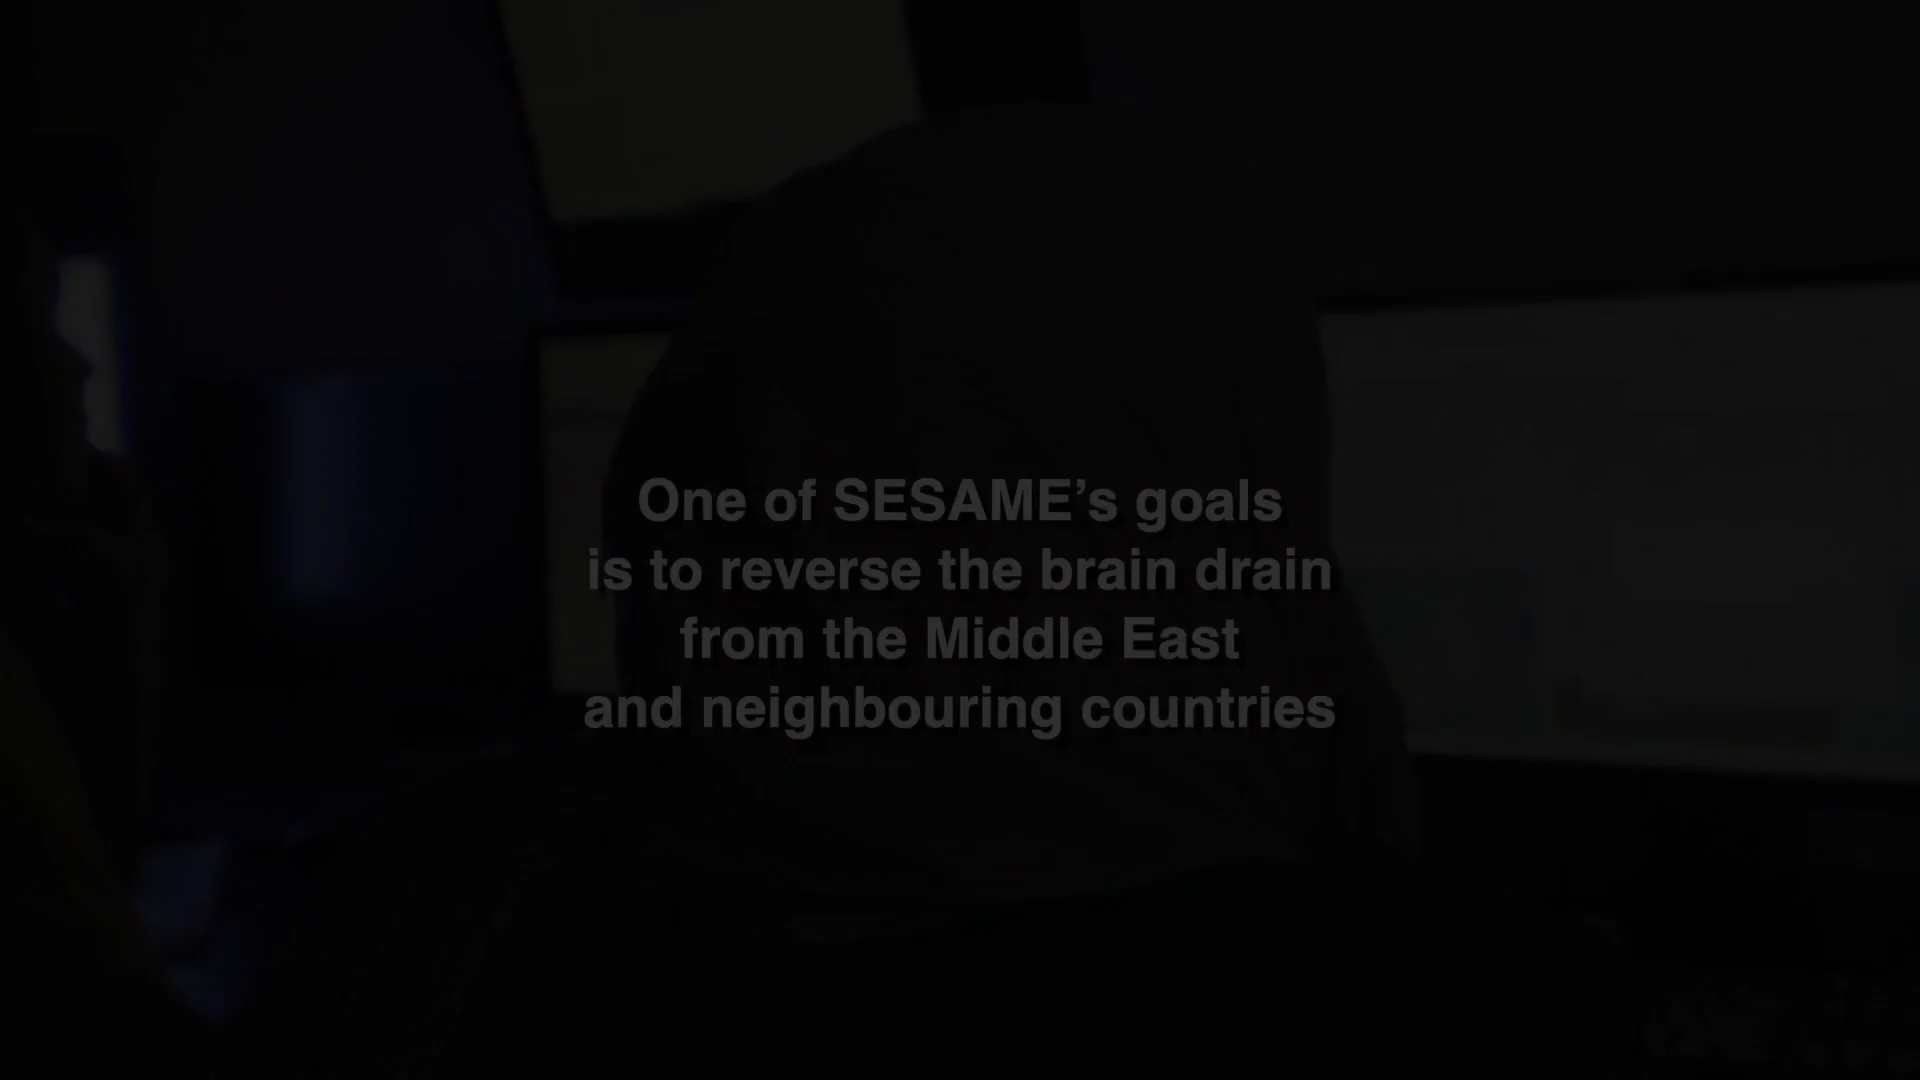 One of SESAME’s goals
is to reverse the brain drain
from the Middle East
and neighbouring countries